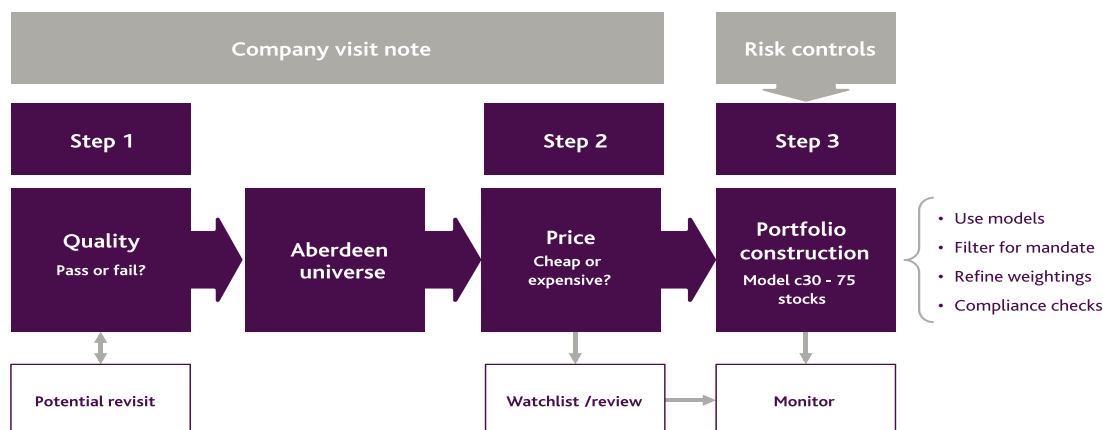 Company visit note
Risk controls
Step 1
Step 2
Step 3
Quality
Pass or fail?
Aberdeen
universe
Price
Cheap or
expensive?
Portfolio
construction
Model c30 - 75
stocks
• Use models
• Filter for mandate
• Refine weightings
• Compliance checks
Potential revisit
Watchlist /review
Monitor